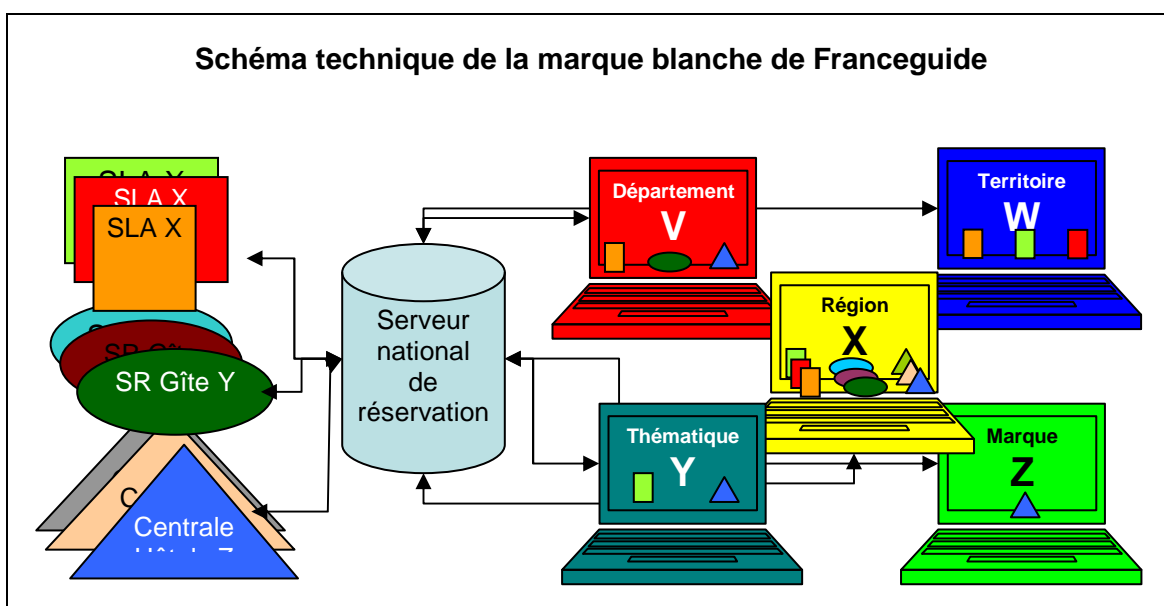 Schéma technique de la marque blanche de Franceguide
SLA X
SLA X
SLA X
SR Gîte Y
Centrale
Serveur
national
de
réservation
Département
V
Territoire
W
Région
X
Thématique
Y
Marque
Z